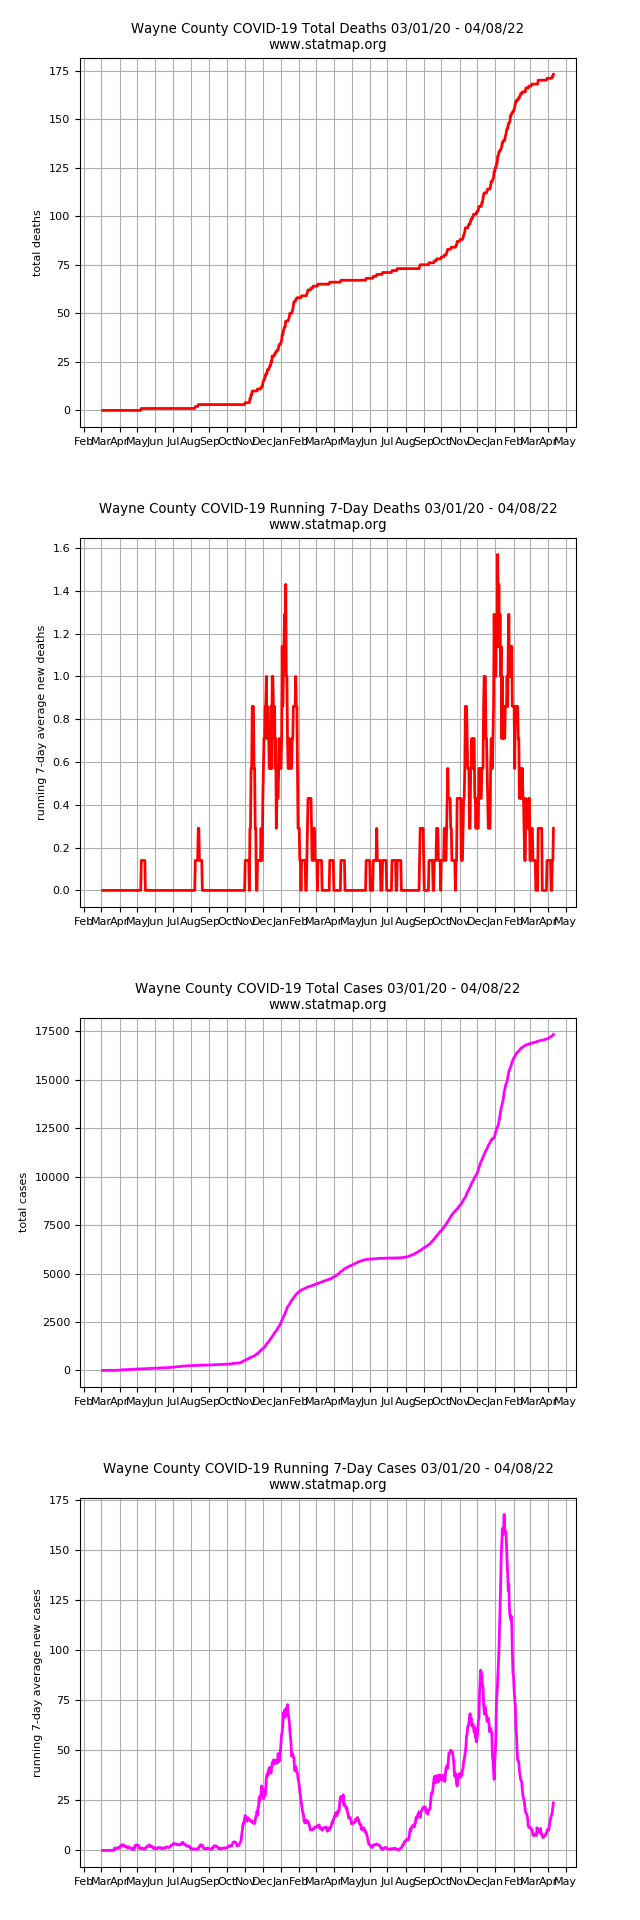 Wayne County COVID-19 Total Deaths 03/01/20 - 04/08/22
www.statmap.org
175
150
125
100
75
50
25
0
total deaths
Feb Mar Apr May Jun Jul Aug Sep Oct Nov Dec Jan Feb Mar Apr May Jun Jul Aug Sep Oct Nov Dec Jan Feb Mar Apr May
Wayne County COVID-19 Running 7-Day Deaths 03/01/20 - 04/08/22
www.statmap.org
1.6
1.4
1.2
1.0
0.8
0.6
0.4
0.2
0.0
running 7-day average new deaths
Feb Mar Apr May Jun Jul Aug Sep Oct Nov Dec Jan Feb Mar Apr May Jun Jul Aug Sep Oct Nov Dec Jan Feb Mar Apr May
Wayne County COVID-19 Total Cases 03/01/20 - 04/08/22
www.statmap.org
17500
15000
12500
10000
7500
5000
2500
0
total cases
Feb Mar Apr May Jun Jul Aug Sep Oct Nov Dec Jan Feb Mar Apr May Jun Jul Aug Sep Oct Nov Dec Jan Feb Mar Apr May
Wayne County COVID-19 Running 7-Day Cases 03/01/20 - 04/08/22
www.statmap.org
175
150
125
100
75
50
25
0
running 7-day average new cases
Feb Mar Apr May Jun Jul Aug Sep Oct Nov Dec Jan Feb Mar Apr May Jun Jul Aug Sep Oct Nov Dec Jan Feb Mar Apr May